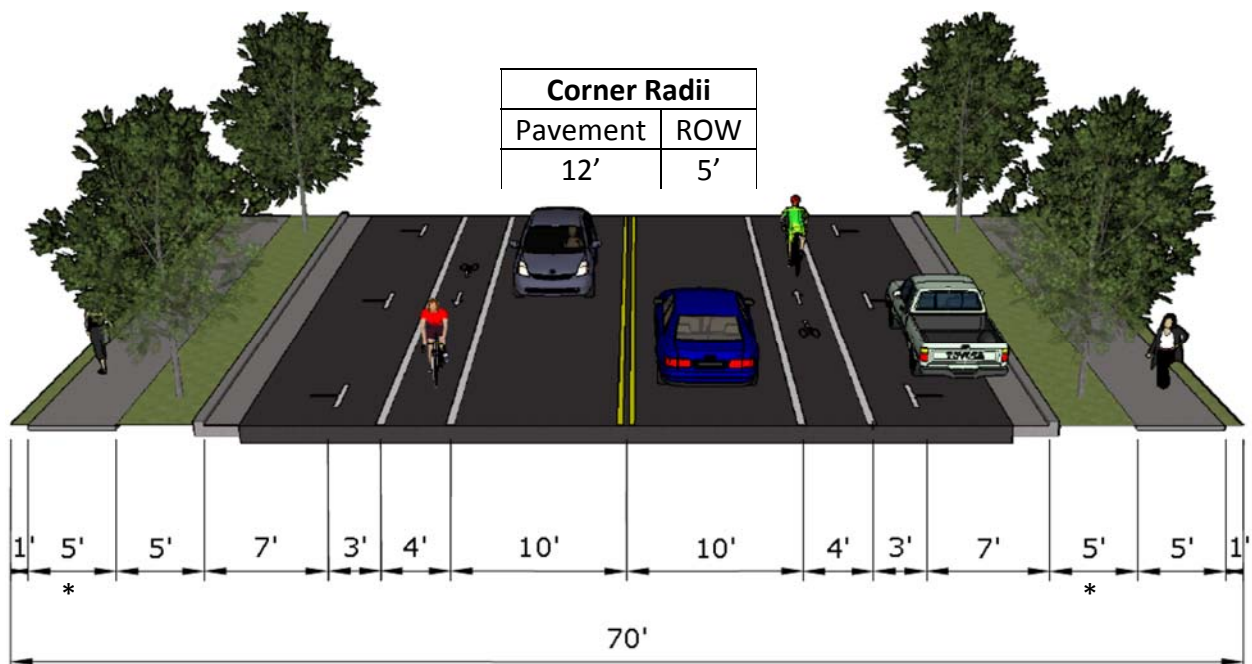 Corner Radii
Pavement ROW
12’ 5’
TOYOTA
1' 5' 5' 7' 3' 4' 10' 10' 4' 3' 7' 5' 5' 1'
* *
70'